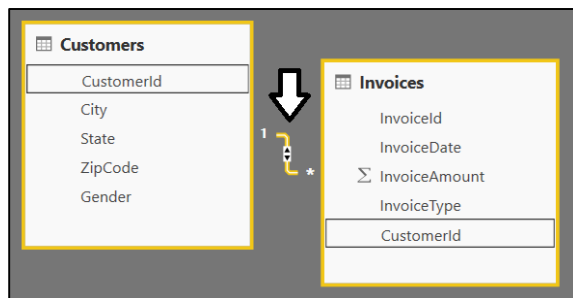 Customers
CustomerId
City
State
ZipCode
Gender
1
*
Invoices
InvoiceId
InvoiceDate
∑ InvoiceAmount
InvoiceType
CustomerId